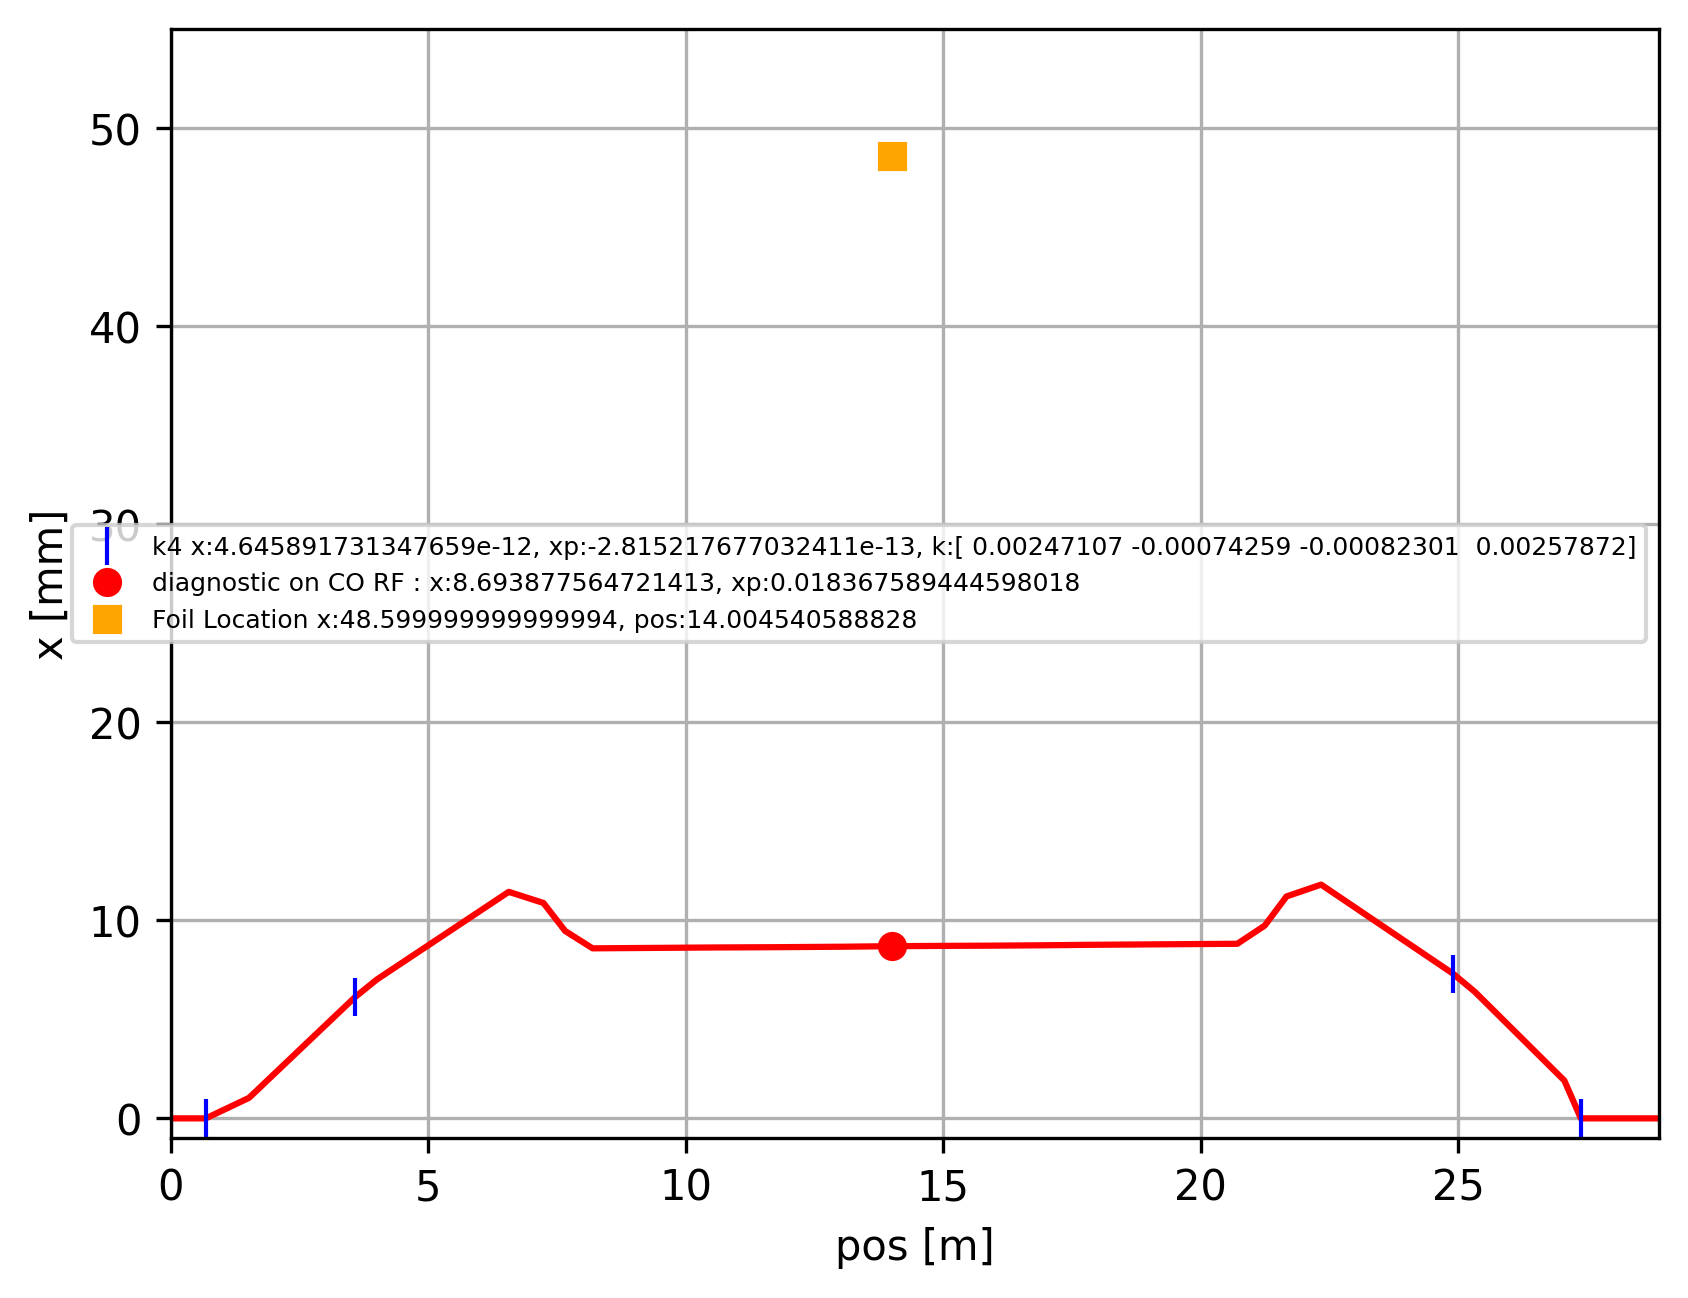 50
40
30
20
10
0
x [mm]
k4 x:4.645891731347659e-12, xp:-2.815217677032411e-13, k:[ 0.00247107 -0.00074259 -0.00082301  0.00257872]
diagnostic on CO RF : x:8.693877564721413, xp:0.018367589444598018
Foil Location x:48.599999999999994, pos:14.004540588828
0 5 10 15 20 25
pos [m]